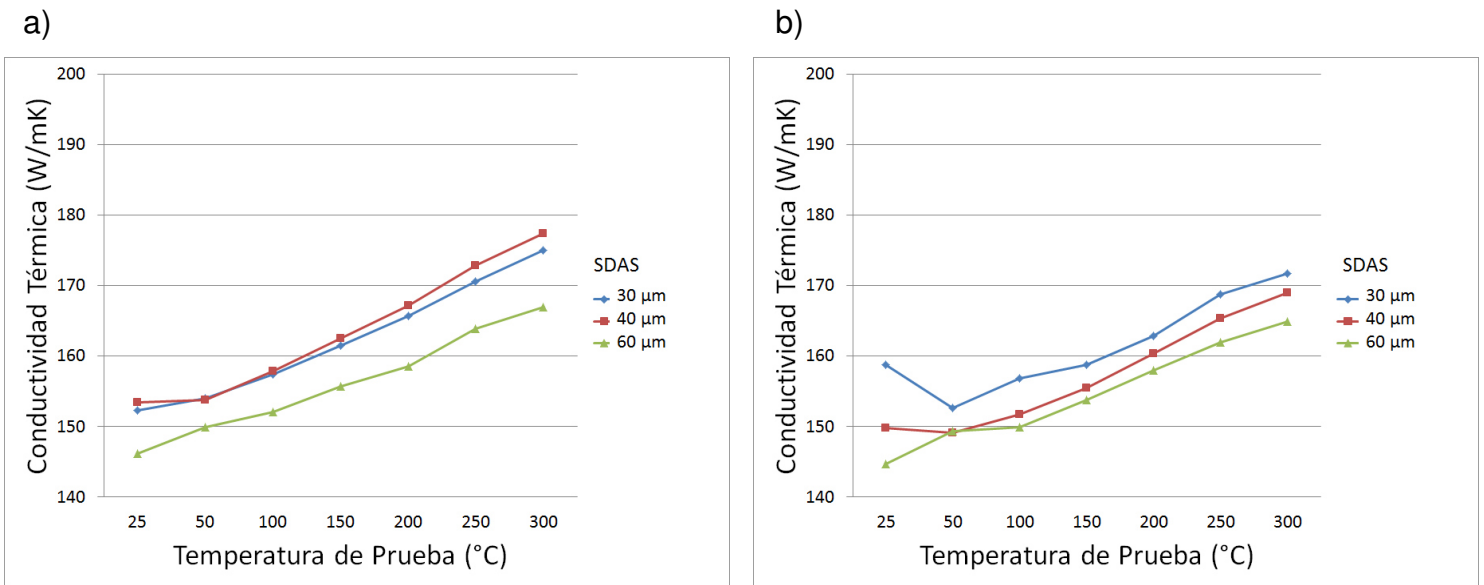 a)
200
190
180
170
160
150
140
Conductividad Térmica (W/mK)
25 50 100 150 200 250 300
Temperatura de Prueba (°C)
SDAS
30 µm
40 µm
60 µm
b)
200
190
180
170
160
150
140
Conductividad Térmica (W/mK)
25 50 100 150 200 250 300
Temperatura de Prueba (°C)
SDAS
30 µm
40 µm
60 µm